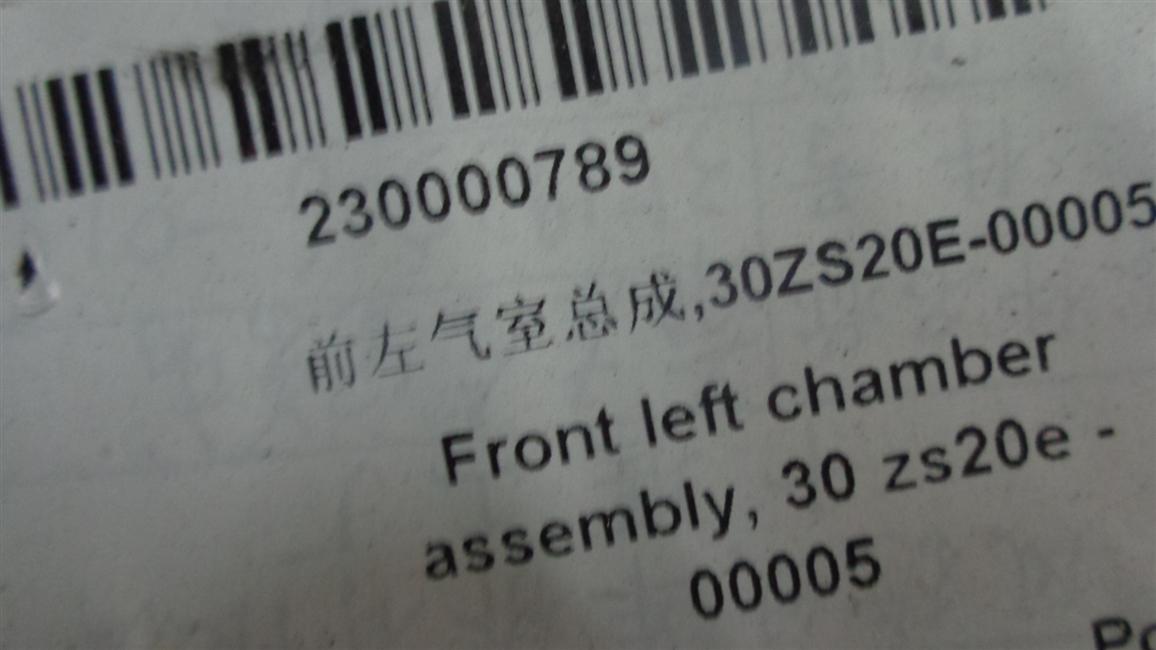 230000789
前左气室总成,30ZS20E-00005
Front left chamber
assembly, 30 zs20e -
00005